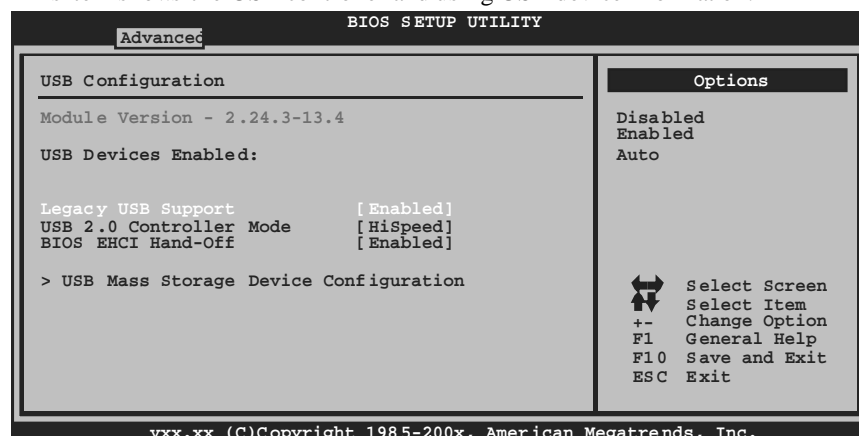 BIOS SETUP UTILITY
Advanced
USB Configuration
Module Version - 2.24.3-13.4
USB Devices Enabled:
Legacy USB Support [Enabled]
USB 2.0 Controller Mode [HiSpeed]
BIOS EHCI Hand-Off [Enabled]
> USB Mass Storage Device Configuration
Options
Disabled
Enabled
Auto
Select Screen
Select Item
+- Change Option
F1 General Help
F10 Save and Exit
ESC Exit
vxx.xx (C)Copyright 1985-200x, American Megatrends, Inc.